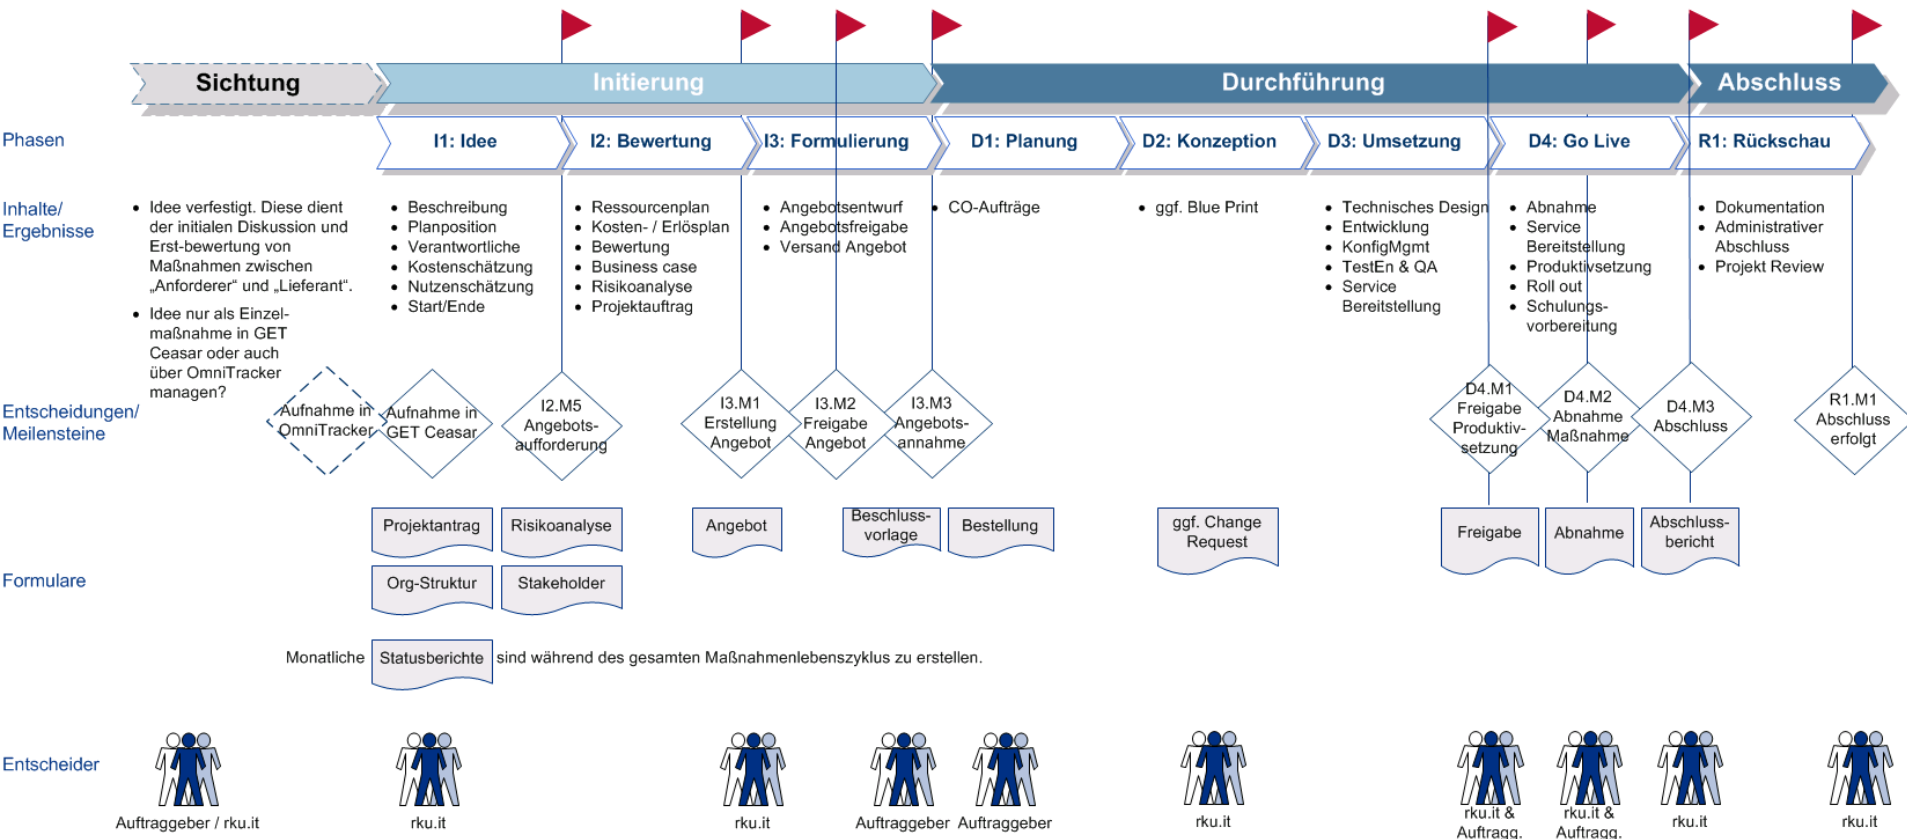 Sichtung
Initierung
Durchführung
Abschluss
Phasen
I1: Idee
I2: Bewertung
I3: Formulierung
D1: Planung
D2: Konzeption
D3: Umsetzung
D4: Go Live
R1: Rückschau
Inhalte/
Ergebnisse
• Idee verfestigt. Diese dient
der initialen Diskussion und
Erst-bewertung von
Maßnahmen zwischen
„Anforderer“ und „Lieferant“.
• Idee nur als Einzel-
maßnahme in GET
Ceasar oder auch
über OmniTracker
managen?
• Beschreibung
• Planposition
• Verantwortliche
• Kostenschätzung
• Nutzenschätzung
• Start/Ende
• Ressourcenplan
• Kosten- / Erlösplan
• Bewertung
• Business case
• Risikoanalyse
• Projektauftrag
• Angebotsentwurf
• Angebotsfreigabe
• Versand Angebot
• CO-Aufträge
• ggf. Blue Print
• Technisches Design
• Entwicklung
• KonfigMgmt
• TestEn & QA
• Service
Bereitstellung
• Abnahme
• Service
Bereitstellung
• Produktivsetzung
• Roll out
• Schulungs-
vorbereitung
• Dokumentation
• Administrativer
Abschluss
• Projekt Review
Entscheidungen/
Meilensteine
Aufnahme in
OmniTracker
Aufnahme in
GET Ceasar
I2.M5
Angebots-
aufforderung
I3.M1
Erstellung
Angebot
I3.M2
Freigabe
Angebot
I3.M3
Angebots-
annahme
D4.M1
Freigabe
Produktiv-
setzung
D4.M2
Abnahme
Maßnahme
D4.M3
Abschluss
R1.M1
Abschluss
erfolgt
Formulare
Projektantrag
Risikoanalyse
Angebot
Beschluss-
vorlage
Bestellung
ggf. Change
Request
Freigabe
Abnahme
Abschluss-
bericht
Org-Struktur
Stakeholder
Monatliche Statusberichte sind während des gesamten Maßnahmenlebenszyklus zu erstellen.
Entscheider
Auftraggeber / rku.it
rku.it
rku.it
Auftraggeber
Auftraggeber
rku.it
rku.it &
Auftragg.
rku.it &
Auftragg.
rku.it
rku.it